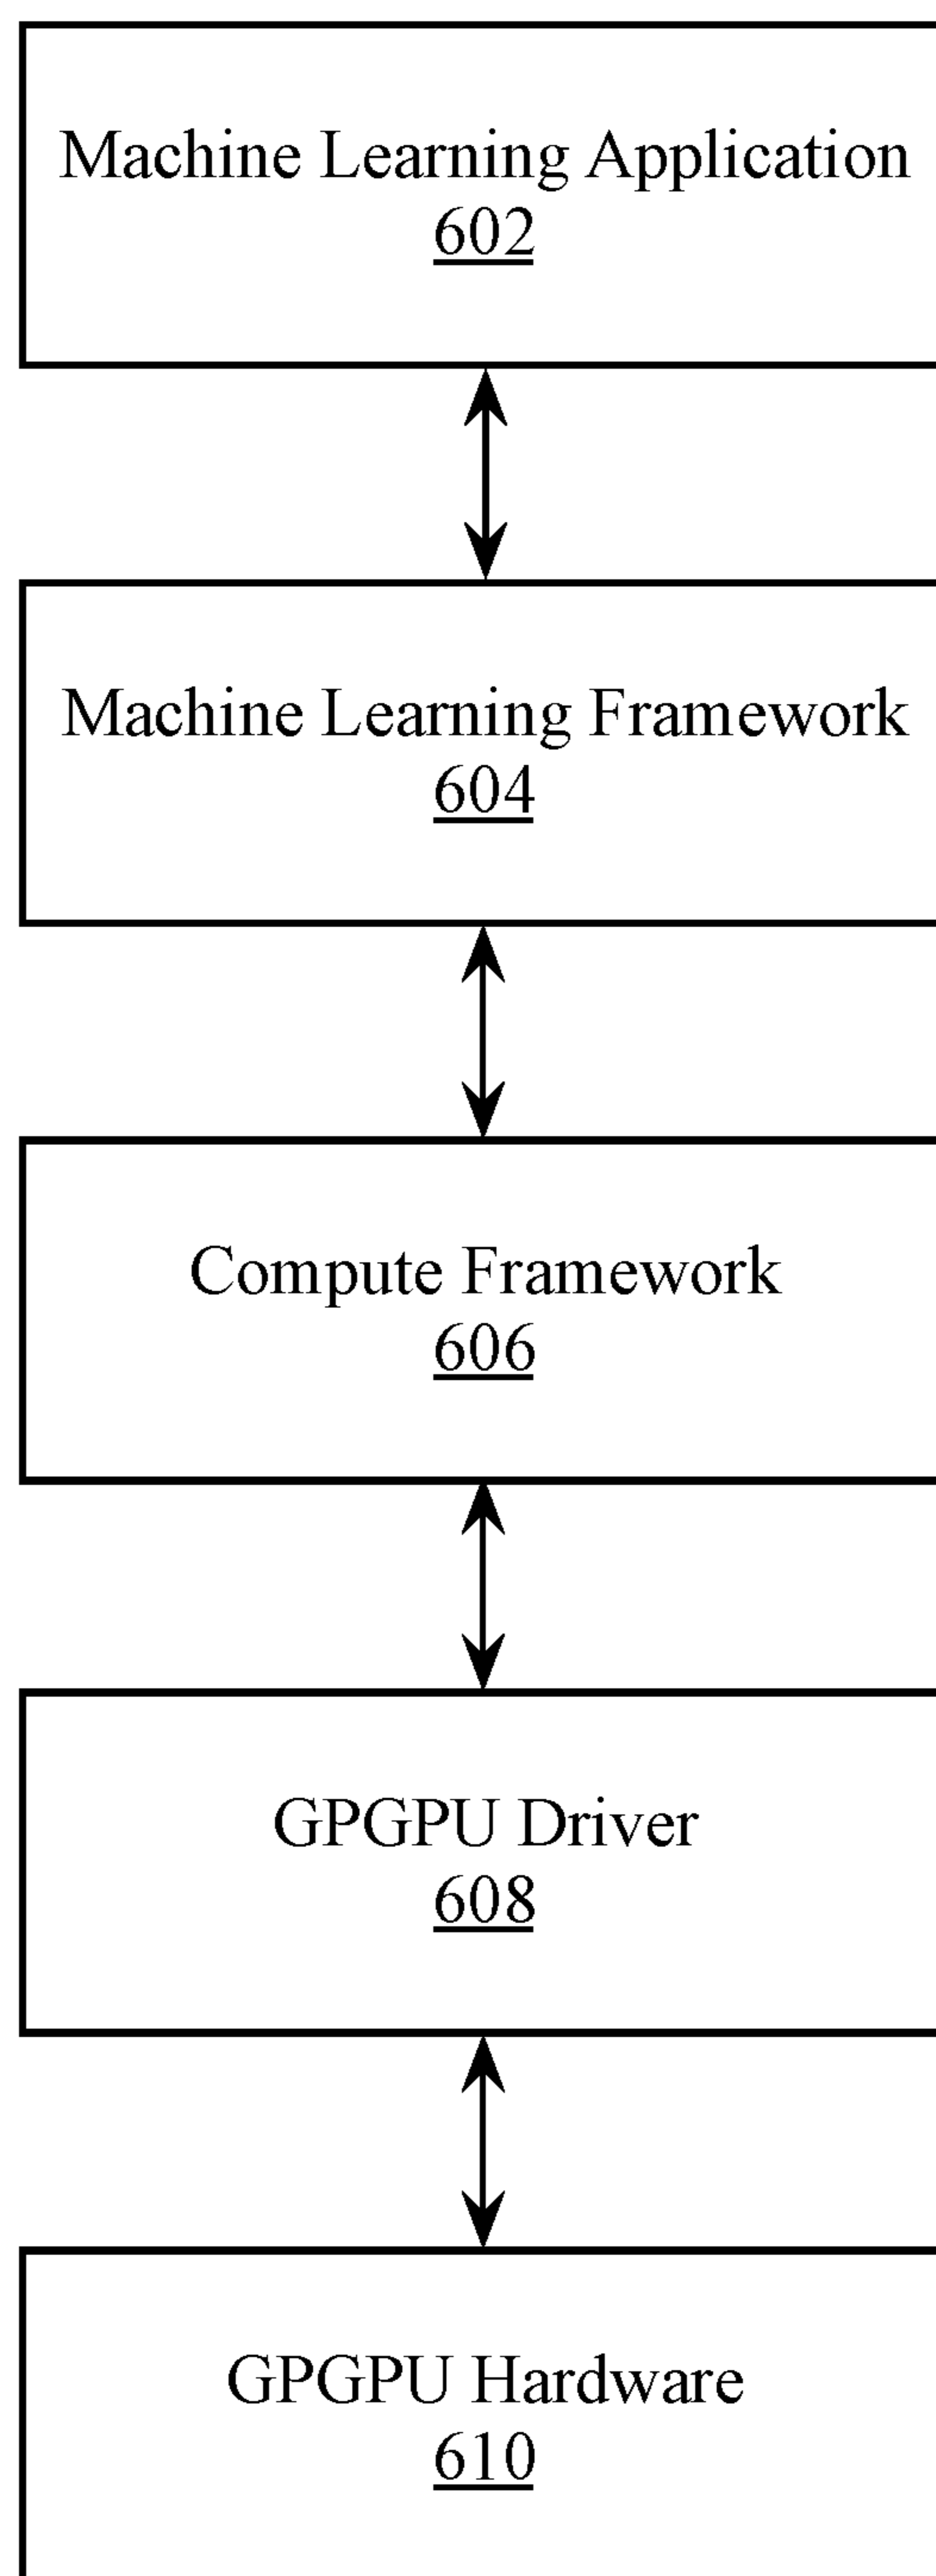 Machine Learning Application
602
Machine Learning Framework
604
Compute Framework
606
GPGPU Driver
608
GPGPU Hardware
610